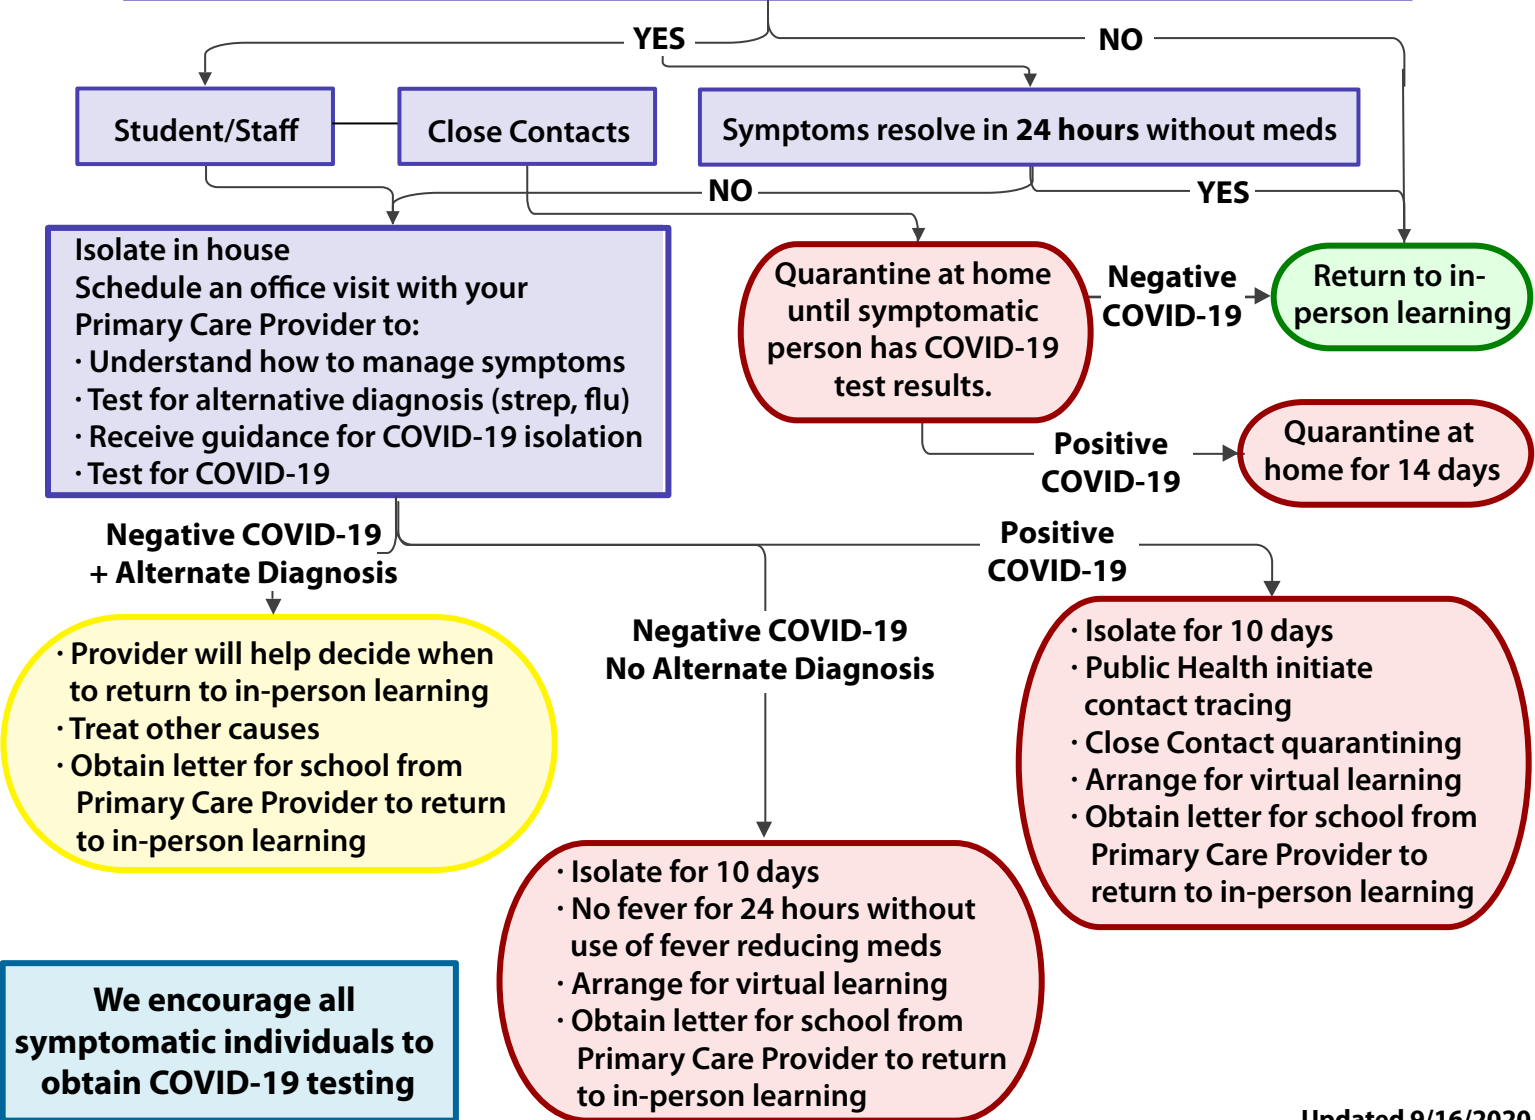 YES
NO
Student/Staff
Close Contacts
Symptoms resolve in 24 hours without meds
NO
YES
Isolate in house
Schedule an office visit with your
Primary Care Provider to:
· Understand how to manage symptoms
· Test for alternative diagnosis (strep, flu)
· Receive guidance for COVID-19 isolation
· Test for COVID-19
Quarantine at home
until symptomatic
person has COVID-19
test results.
Negative
COVID-19
Return to in-
person learning
Positive
COVID-19
Quarantine at
home for 14 days
Negative COVID-19
+ Alternate Diagnosis
Positive
COVID-19
Negative COVID-19
No Alternate Diagnosis
· Provider will help decide when
to return to in-person learning
· Treat other causes
· Obtain letter for school from
Primary Care Provider to return
to in-person learning
· Isolate for 10 days
· Public Health initiate
contact tracing
· Close Contact quarantining
· Arrange for virtual learning
· Obtain letter for school from
Primary Care Provider to
return to in-person learning
· Isolate for 10 days
· No fever for 24 hours without
use of fever reducing meds
· Arrange for virtual learning
· Obtain letter for school from
Primary Care Provider to return
to in-person learning
We encourage all
symptomatic individuals to
obtain COVID-19 testing
Updated 9/16/2020